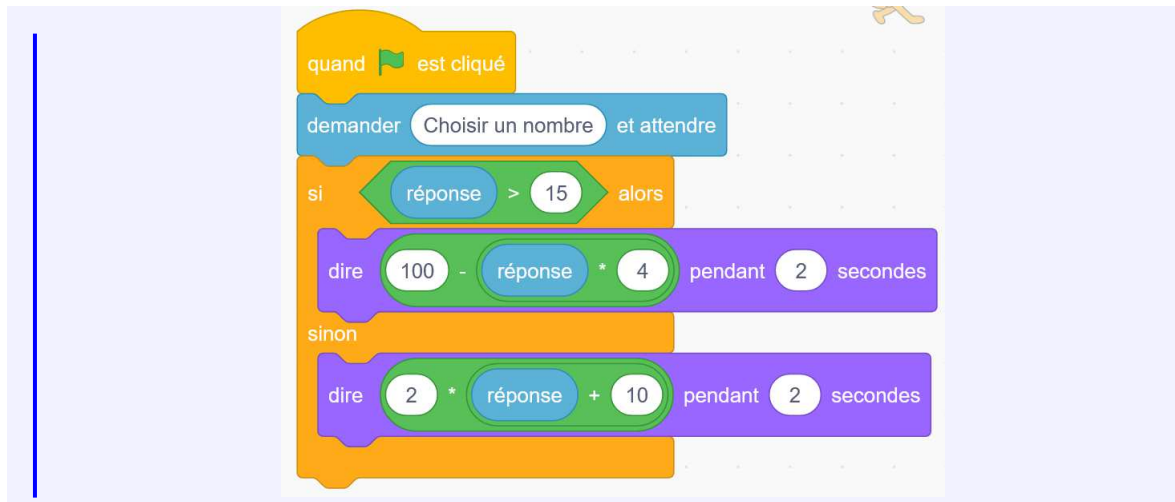 quand est cliqué
demander Choisir un nombre et attendre
si réponse > 15 alors
dire 100 - réponse * 4 pendant 2 secondes
sinon
dire 2 * réponse + 10 pendant 2 secondes